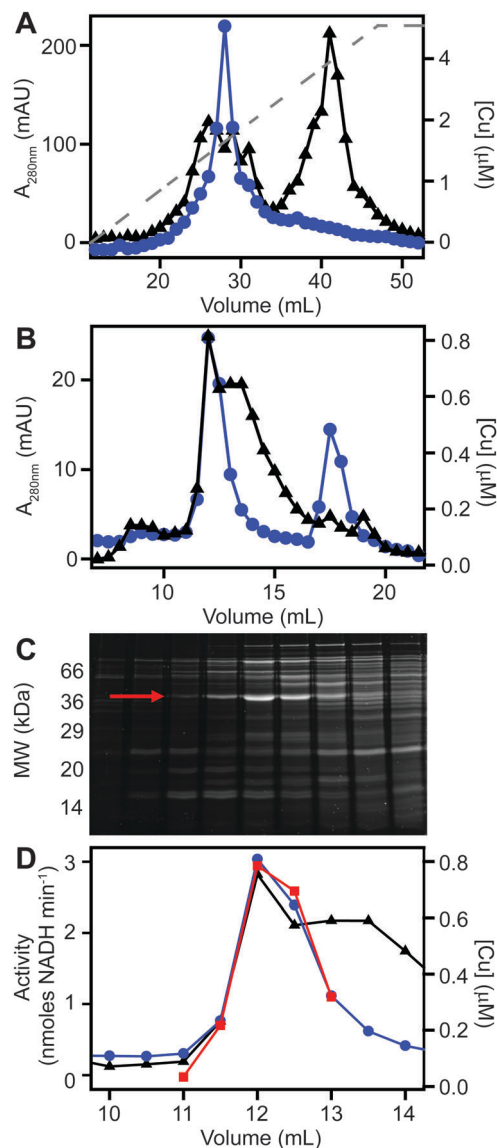 A
A280nm (mAU)
200
100
0
4
2
1
0
[Cu] (μM)
20 30 40 50
Volume (mL)
B
A280nm (mAU)
20
10
0
0.8
0.6
0.4
0.2
0.0
[Cu] (μM)
10 15 20
Volume (mL)
C
MW (kDa)
66
36
29
20
14
D
Activity
(nmoles NADH min-1)
3
2
1
0
0.8
0.6
0.4
0.2
0.0
[Cu] (μM)
10 11 12 13 14
Volume (mL)